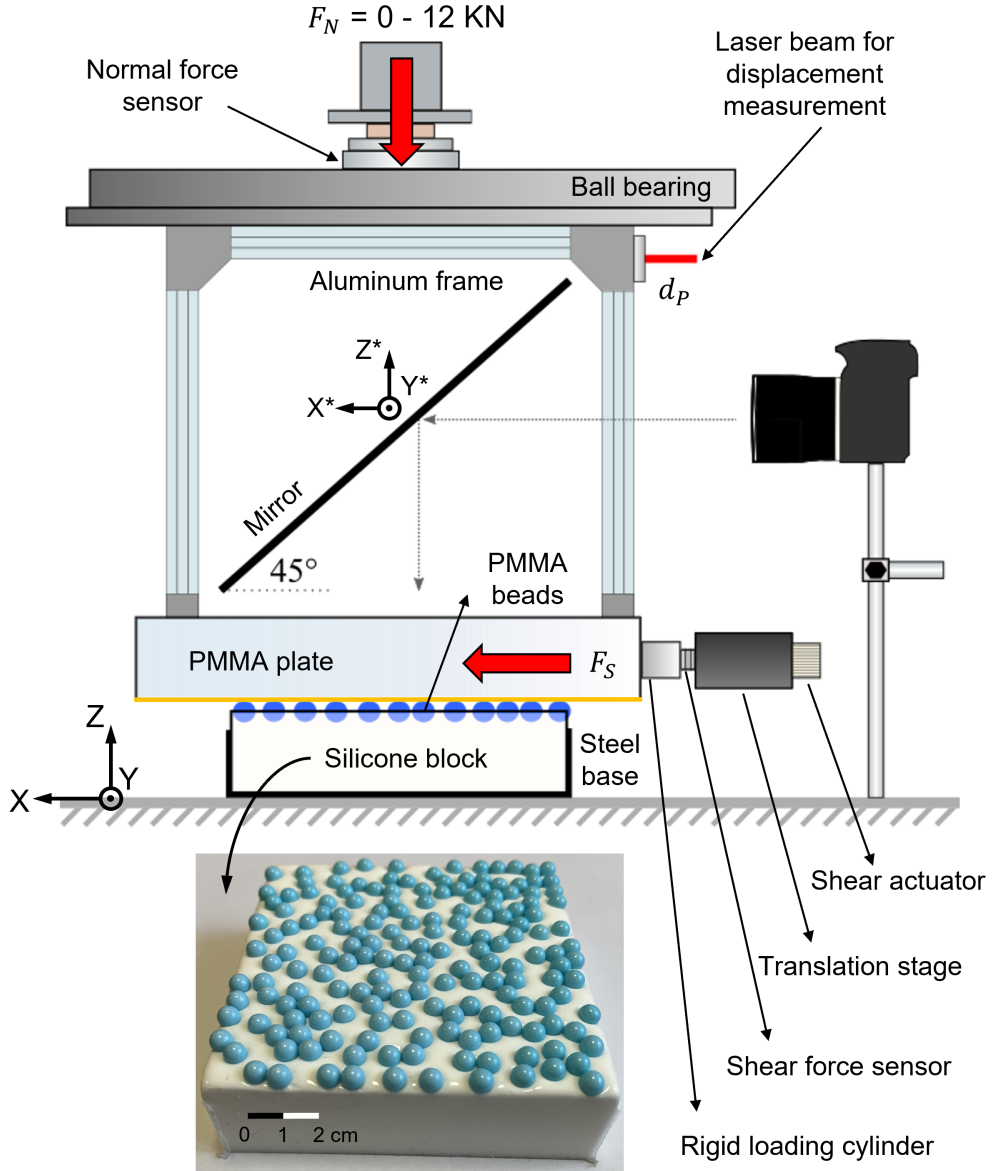 F_N = 0 - 12 KN
Normal force
sensor
Laser beam for
displacement
measurement
Ball bearing
Aluminum frame
d_P
Z*
Y*
X*
Mirror
45°
PMMA
beads
PMMA plate
F_S
Z
Y
X
Silicone block
Steel
base
Shear actuator
Translation stage
Shear force sensor
Rigid loading cylinder
0 1 2 cm